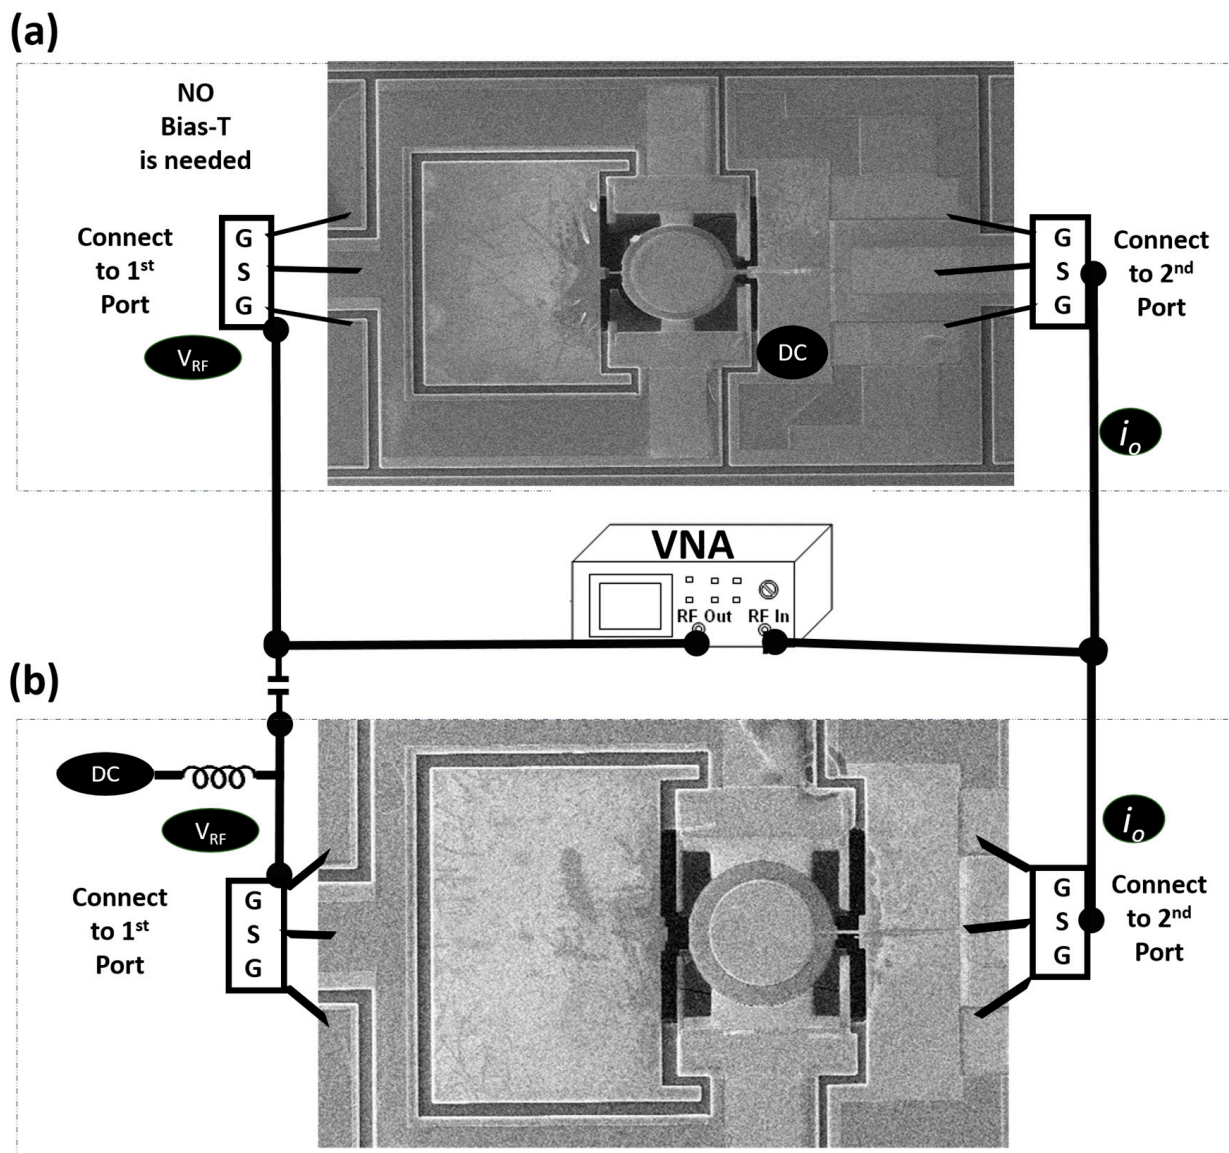 (a)
NO
Bias-T
is needed
Connect
to 1st
Port
G
S
G
VRF
DC
G
S
G
Connect
to 2nd
Port
io
VNA
RF Out RF In
(b)
DC
VRF
Connect
to 1st
Port
G
S
G
io
G
S
G
Connect
to 2nd
Port